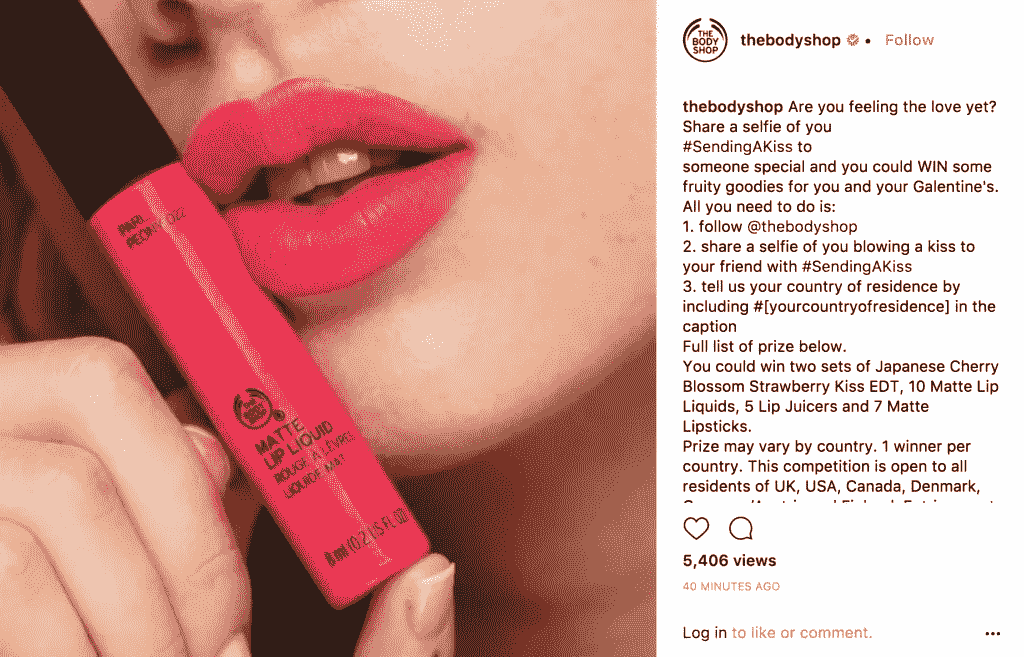 MATTE
LIP LIQUID
ROUGE À LÈVRES
LIQUIDE MAT
THE
BODY
SHOP
thebodyshop • Follow
thebodyshop Are you feeling the love yet?
Share a selfie of you
#SendingAKiss to
someone special and you could WIN some
fruity goodies for you and your Galentine's.
All you need to do is:
1. follow @thebodyshop
2. share a selfie of you blowing a kiss to
your friend with #SendingAKiss
3. tell us your country of residence by
including #[yourcountryofresidence] in the
caption
Full list of prize below.
You could win two sets of Japanese Cherry
Blossom Strawberry Kiss EDT, 10 Matte Lip
Liquids, 5 Lip Juicers and 7 Matte
Lipsticks.
Prize may vary by country. 1 winner per
country. This competition is open to all
residents of UK, USA, Canada, Denmark,
5,406 views
40 MINUTES AGO
Log in to like or comment.